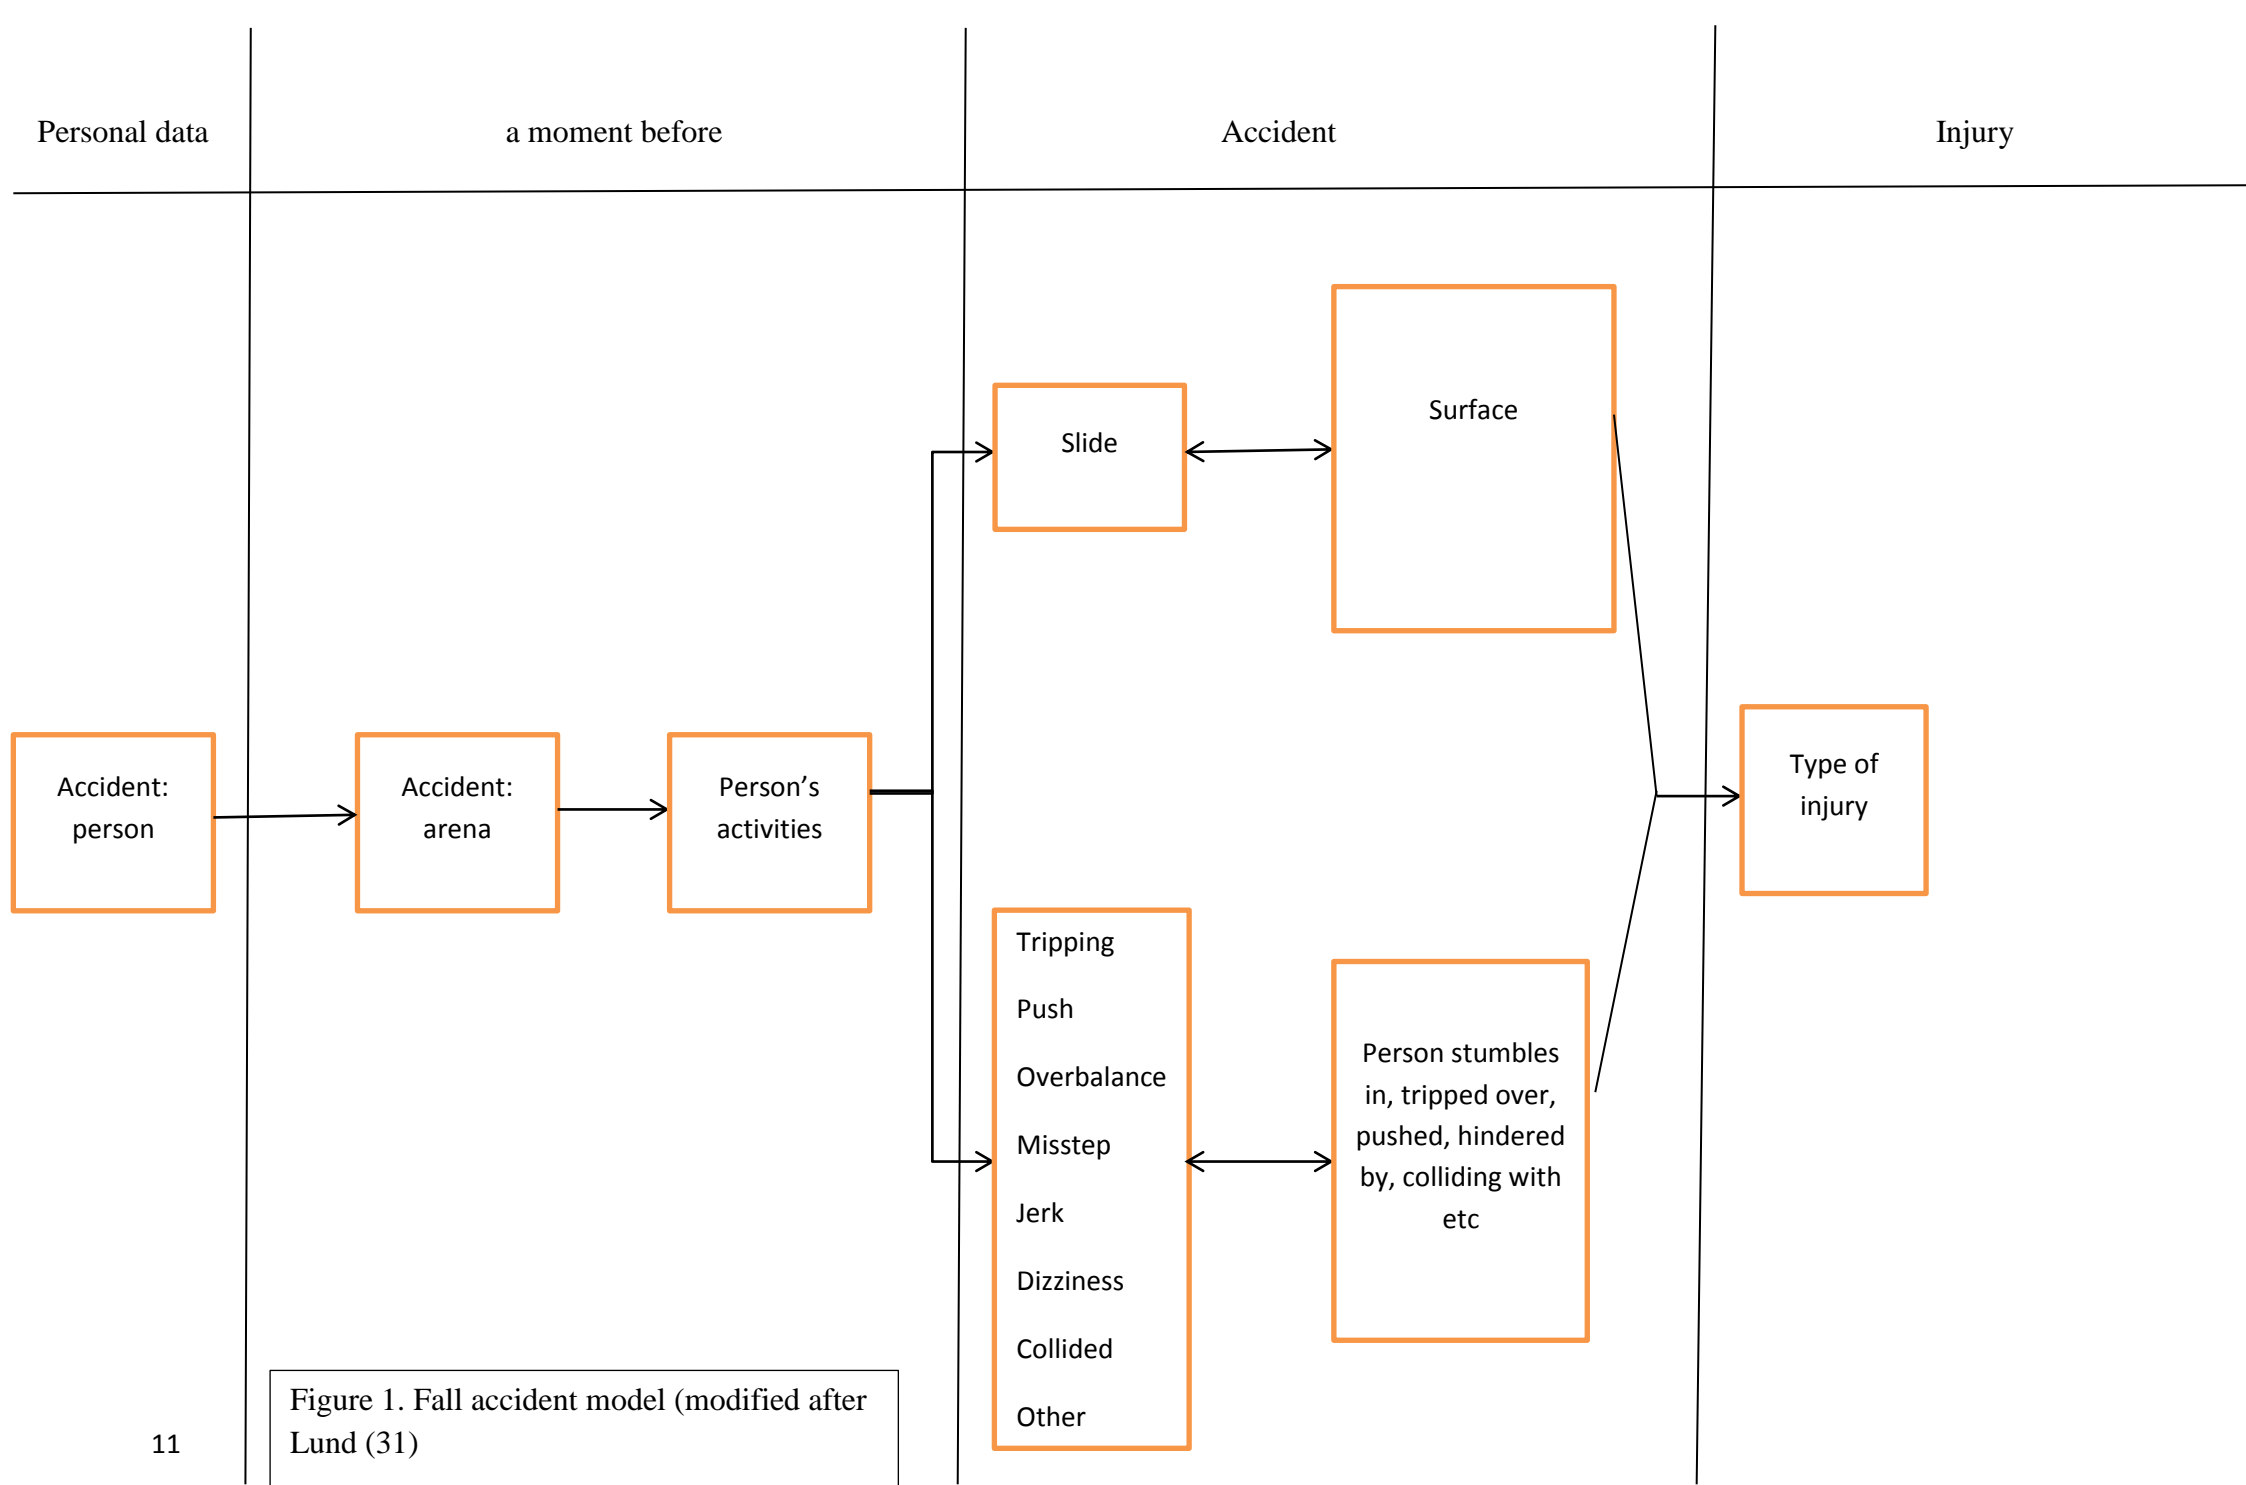 Personal data
a moment before
Accident
Injury
Surface
Slide
Accident:
person
Accident:
arena
Person’s
activities
Type of
injury
Tripping
Push
Overbalance
Misstep
Jerk
Dizziness
Collided
Other
Person stumbles
in, tripped over,
pushed, hindered
by, colliding with
etc
Figure 1. Fall accident model (modified after
Lund (31)
11